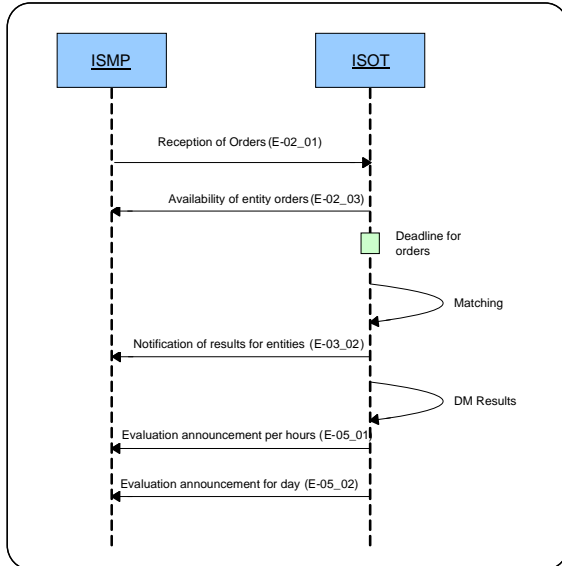 ISMP
ISOT
Reception of Orders (E-02_01)
Availability of entity orders (E-02_03)
Deadline for
orders
Matching
Notification of results for entities (E-03_02)
DM Results
Evaluation announcement per hours (E-05_01
Evaluation announcement for day (E-05_02)